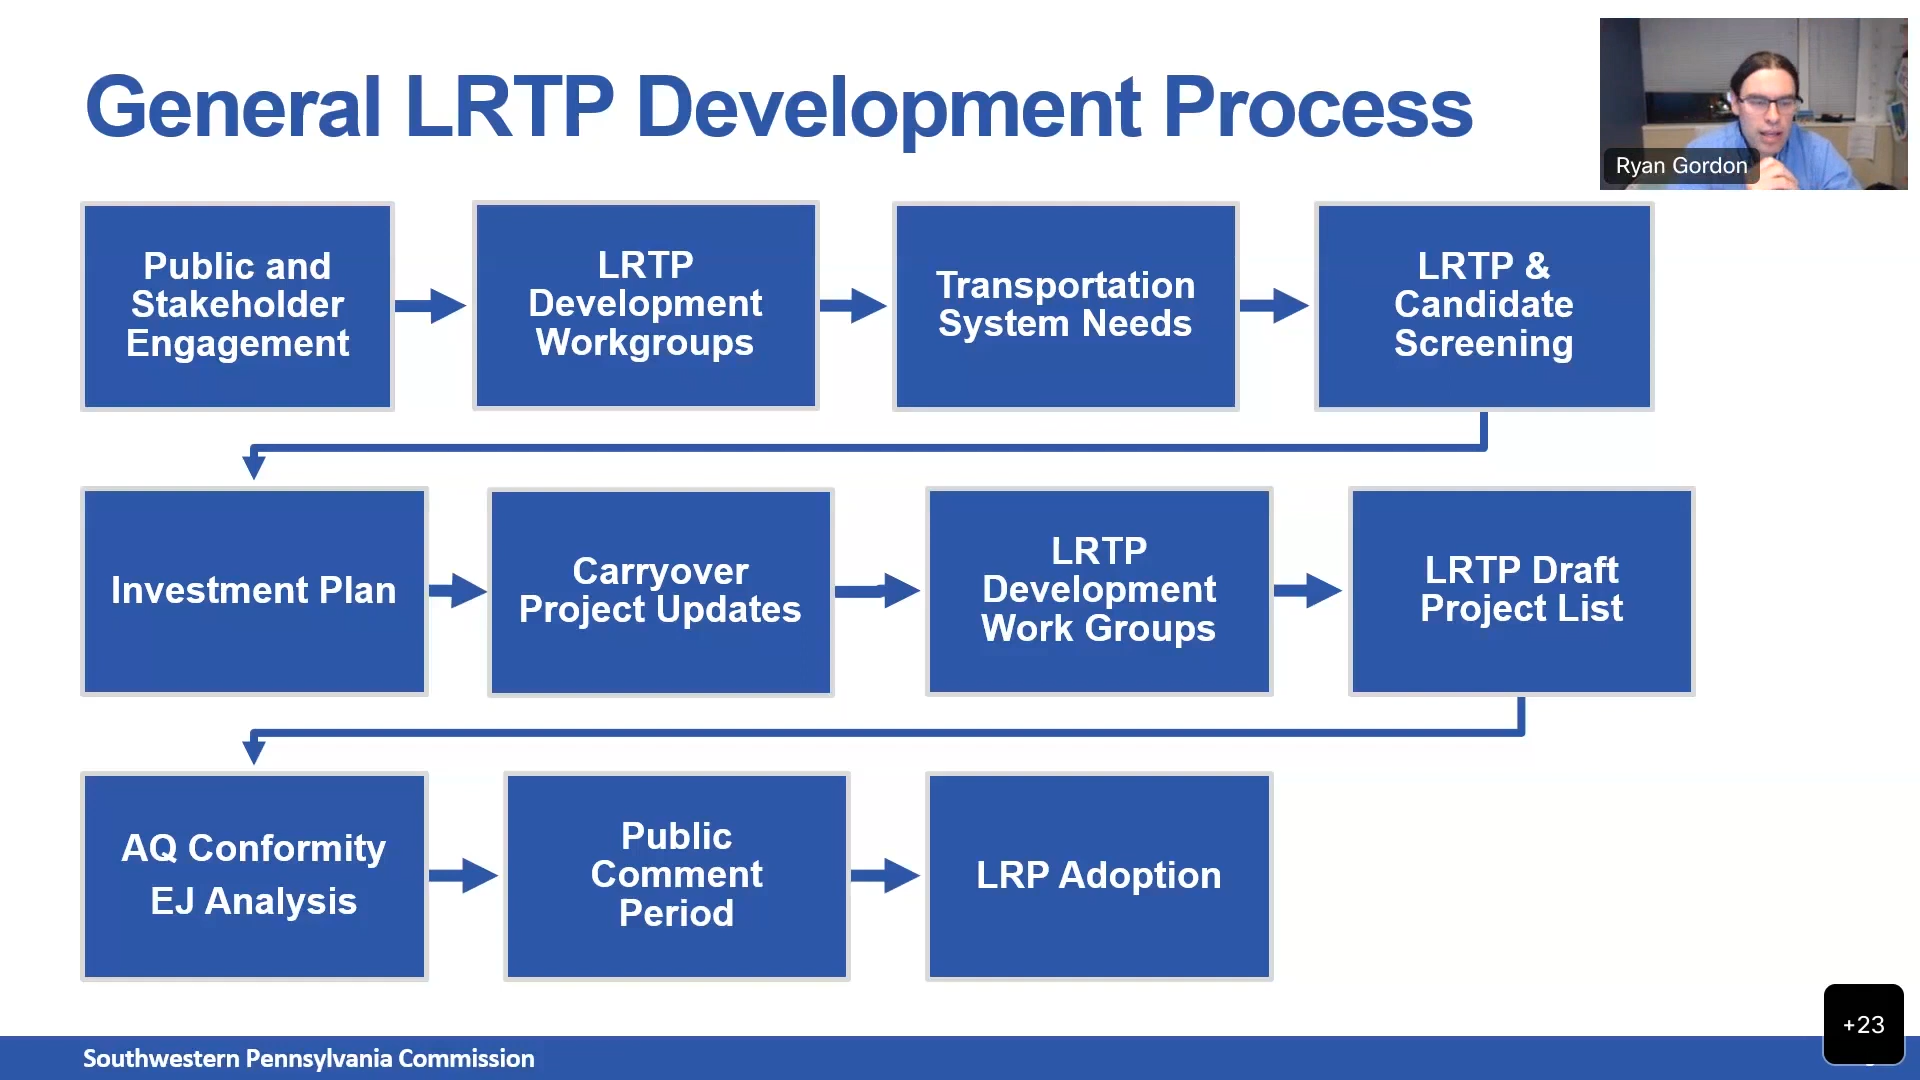 General LRTP Development Process
Ryan Gordon
Public and
Stakeholder
Engagement
LRTP
Development
Workgroups
Transportation
System Needs
LRTP &
Candidate
Screening
Investment Plan
Carryover
Project Updates
LRTP
Development
Work Groups
LRTP Draft
Project List
AQ Conformity
EJ Analysis
Public
Comment
Period
LRP Adoption
+23
Southwestern Pennsylvania Commission